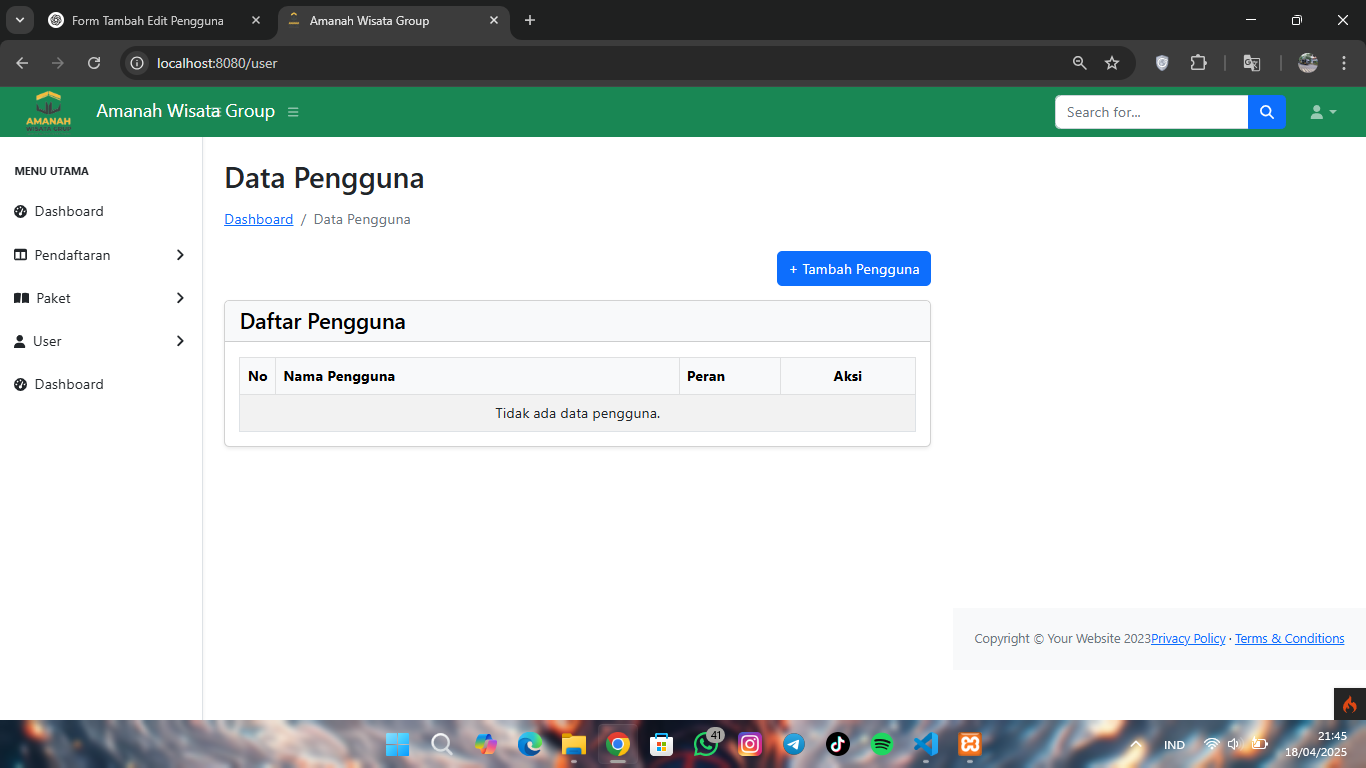 Form Tambah Edit Pengguna
Amanah Wisata Group
localhost:8080/user
AMANAH
WISATA GRUP
Amanah Wisata Group
Search for...
MENU UTAMA
Dashboard
Pendaftaran
Paket
User
Dashboard
Data Pengguna
Dashboard / Data Pengguna
+ Tambah Pengguna
Daftar Pengguna
No Nama Pengguna Peran Aksi
Tidak ada data pengguna.
Copyright © Your Website 2023Privacy Policy · Terms & Conditions
41
IND
21:45
18/04/2025